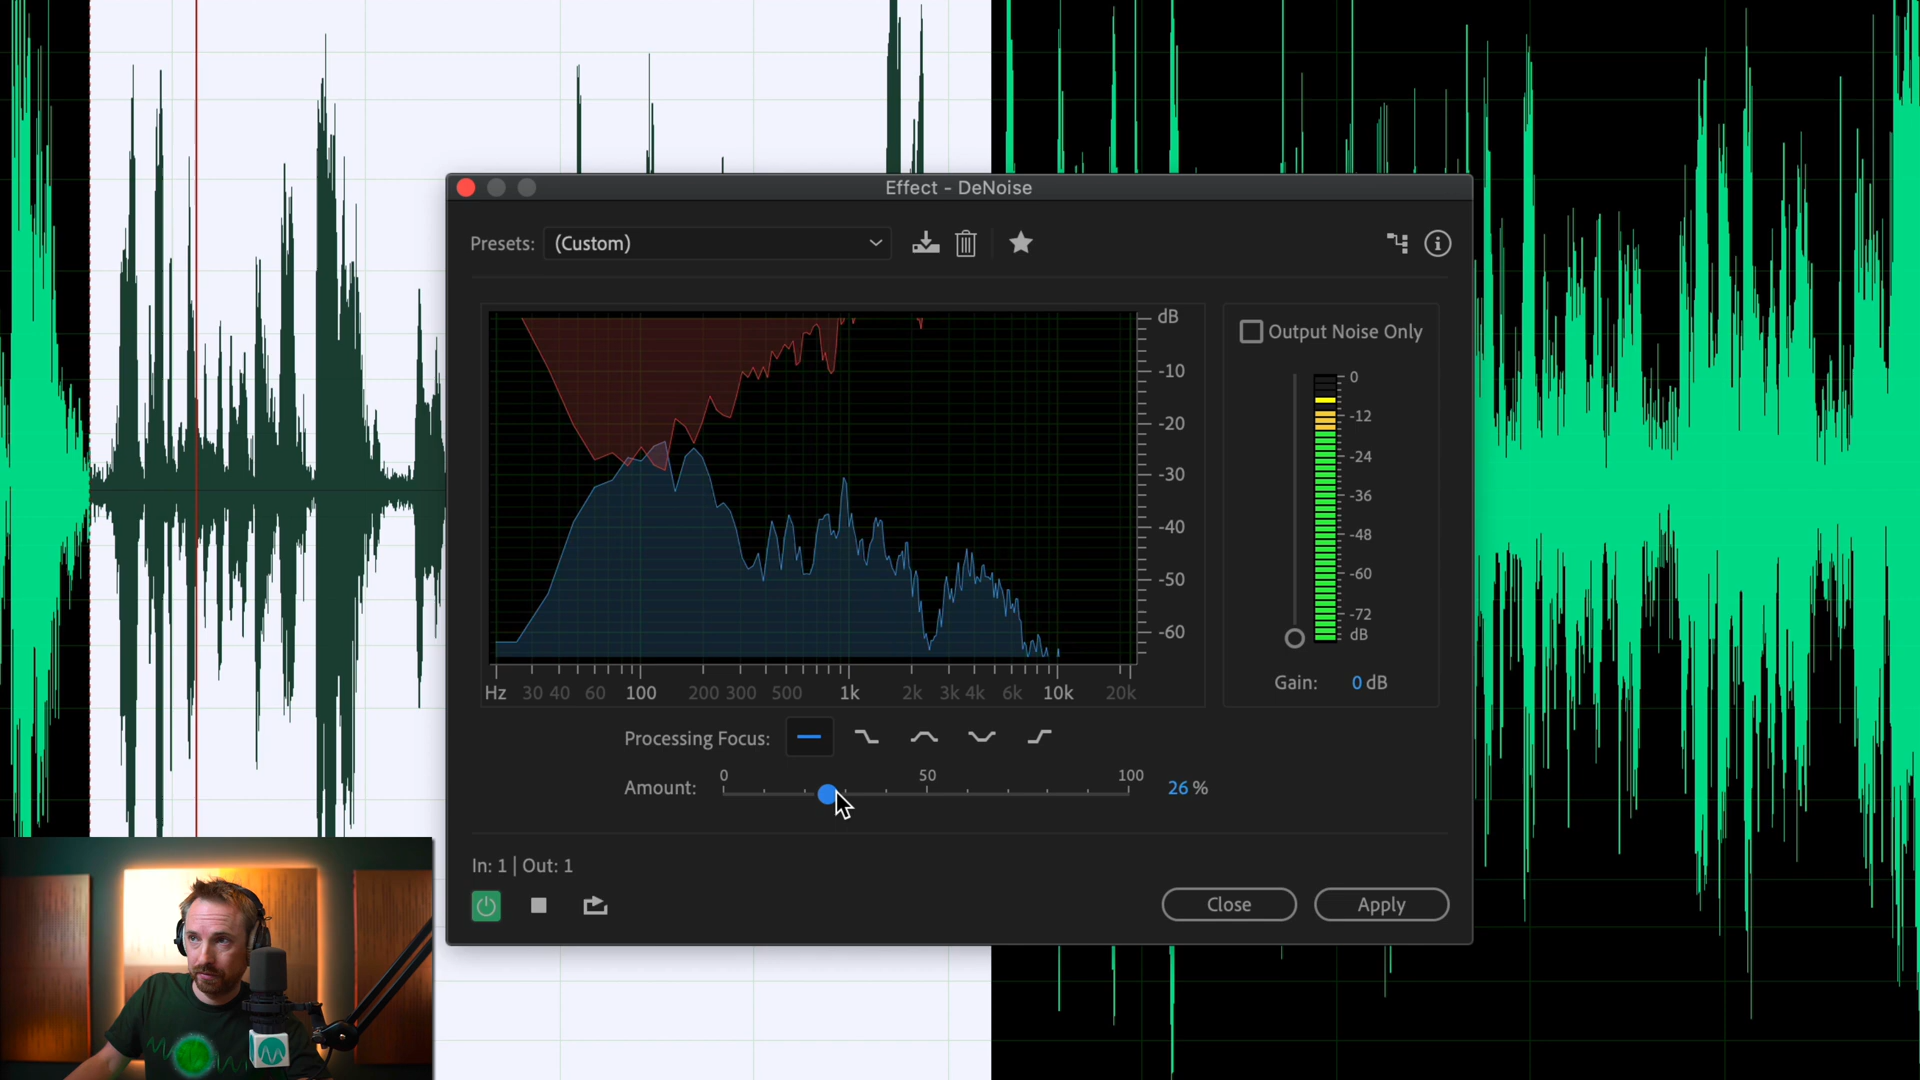 Effect - DeNoise
Presets: (Custom)
dB
-10
-20
-30
-40
-50
-60
Hz 30 40 60 100 200 300 500 1k 2k 3k 4k 6k 10k 20k
Output Noise Only
0
-12
-24
-36
-48
-60
-72
dB
Gain: 0 dB
Processing Focus:
0 50 100
Amount: 26 %
In: 1 | Out: 1
Close Apply